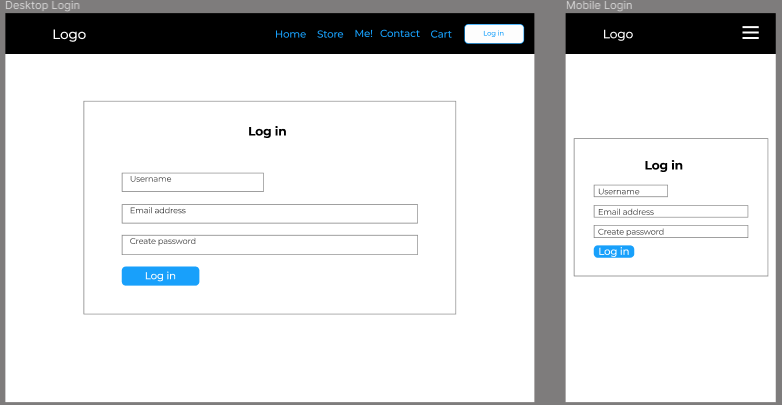 Desktop Login
Logo
Home Store Me! Contact Cart Log in
Log in
Username
Email address
Create password
Log in
Mobile Login
Logo
Log in
Username
Email address
Create password
Log in